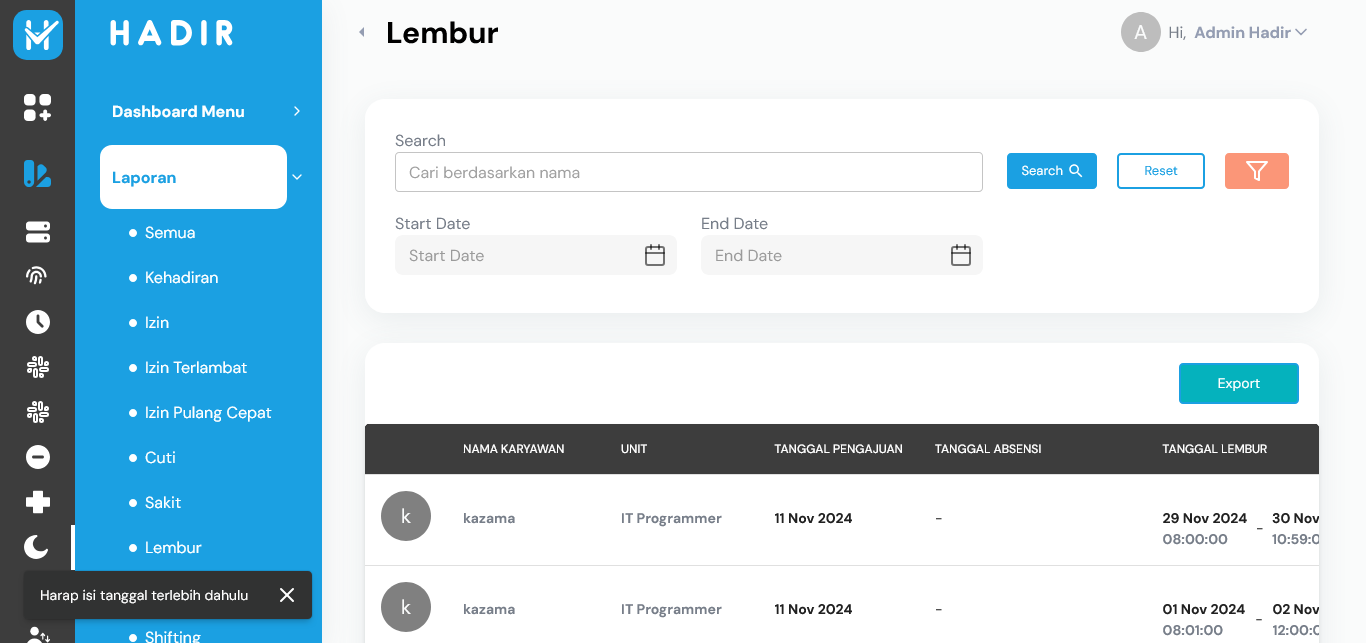 HADIR
Dashboard Menu
Laporan
Semua
Kehadiran
Izin
Izin Terlambat
Izin Pulang Cepat
Cuti
Sakit
Lembur
Harap isi tanggal terlebih dahulu
Shifting
Lembur
A Hi, Admin Hadir
Search
Cari berdasarkan nama
Search
Reset
Start Date End Date
Start Date End Date
Export
NAMA KARYAWAN UNIT TANGGAL PENGAJUAN TANGGAL ABSENSI TANGGAL LEMBUR
k kazama IT Programmer 11 Nov 2024 - 29 Nov 2024 - 30 Nov
08:00:00 10:59:0
k kazama IT Programmer 11 Nov 2024 - 01 Nov 2024 - 02 Nov
08:01:00 12:00:0